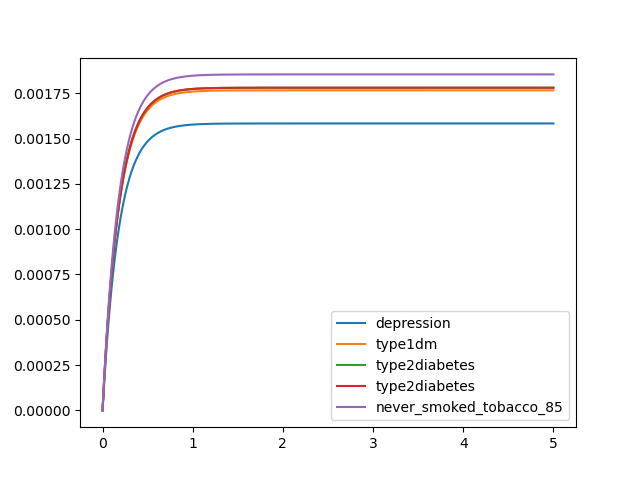 0.00175
0.00150
0.00125
0.00100
0.00075
0.00050
0.00025
0.00000
depression
type1dm
type2diabetes
type2diabetes
never_smoked_tobacco_85
0 1 2 3 4 5